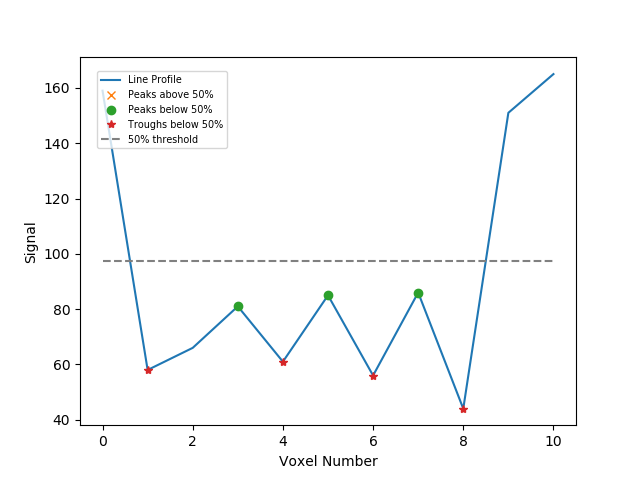 Line Profile
Peaks above 50%
Peaks below 50%
Troughs below 50%
50% threshold
160
140
120
100
80
60
40
Signal
0 2 4 6 8 10
Voxel Number